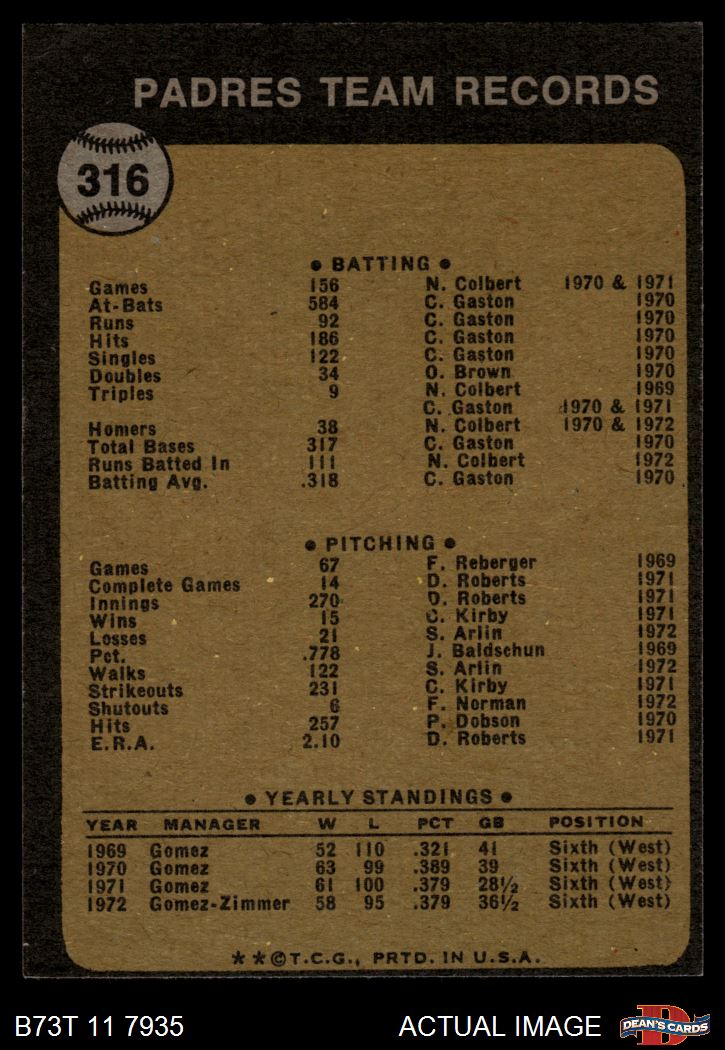 PADRES TEAM RECORDS
316
• BATTING •
Games 156 N. Colbert 1970 & 1971
At-Bats 584 C. Gaston 1970
Runs 92 C. Gaston 1970
Hits 186 C. Gaston 1970
Singles 122 C. Gaston 1970
Doubles 34 O. Brown 1970
Triples 9 N. Colbert 1969
C. Gaston 1970 & 1971
Homers 38 N. Colbert 1970 & 1972
Total Bases 317 C. Gaston 1970
Runs Batted In 111 N. Colbert 1972
Batting Avg. .318 C. Gaston 1970
• PITCHING •
Games 67 F. Reberger 1969
Complete Games 14 D. Roberts 1971
Innings 270 D. Roberts 1971
Wins 15 C. Kirby 1971
Losses 21 S. Arlin 1972
Pct. .778 J. Baldschun 1969
Walks 122 S. Arlin 1972
Strikeouts 231 C. Kirby 1971
Shutouts 6 F. Norman 1972
Hits 257 P. Dobson 1970
E.R.A. 2.10 D. Roberts 1971
• YEARLY STANDINGS •
YEAR MANAGER W L PCT GB POSITION
1969 Gomez 52 110 .321 41 Sixth (West)
1970 Gomez 63 99 .389 39 Sixth (West)
1971 Gomez 61 100 .379 28½ Sixth (West)
1972 Gomez-Zimmer 58 95 .379 36½ Sixth (West)
**©T.C.G., PRTD. IN U.S.A.
B73T 11 7935 ACTUAL IMAGE D DEAN'S CARDS